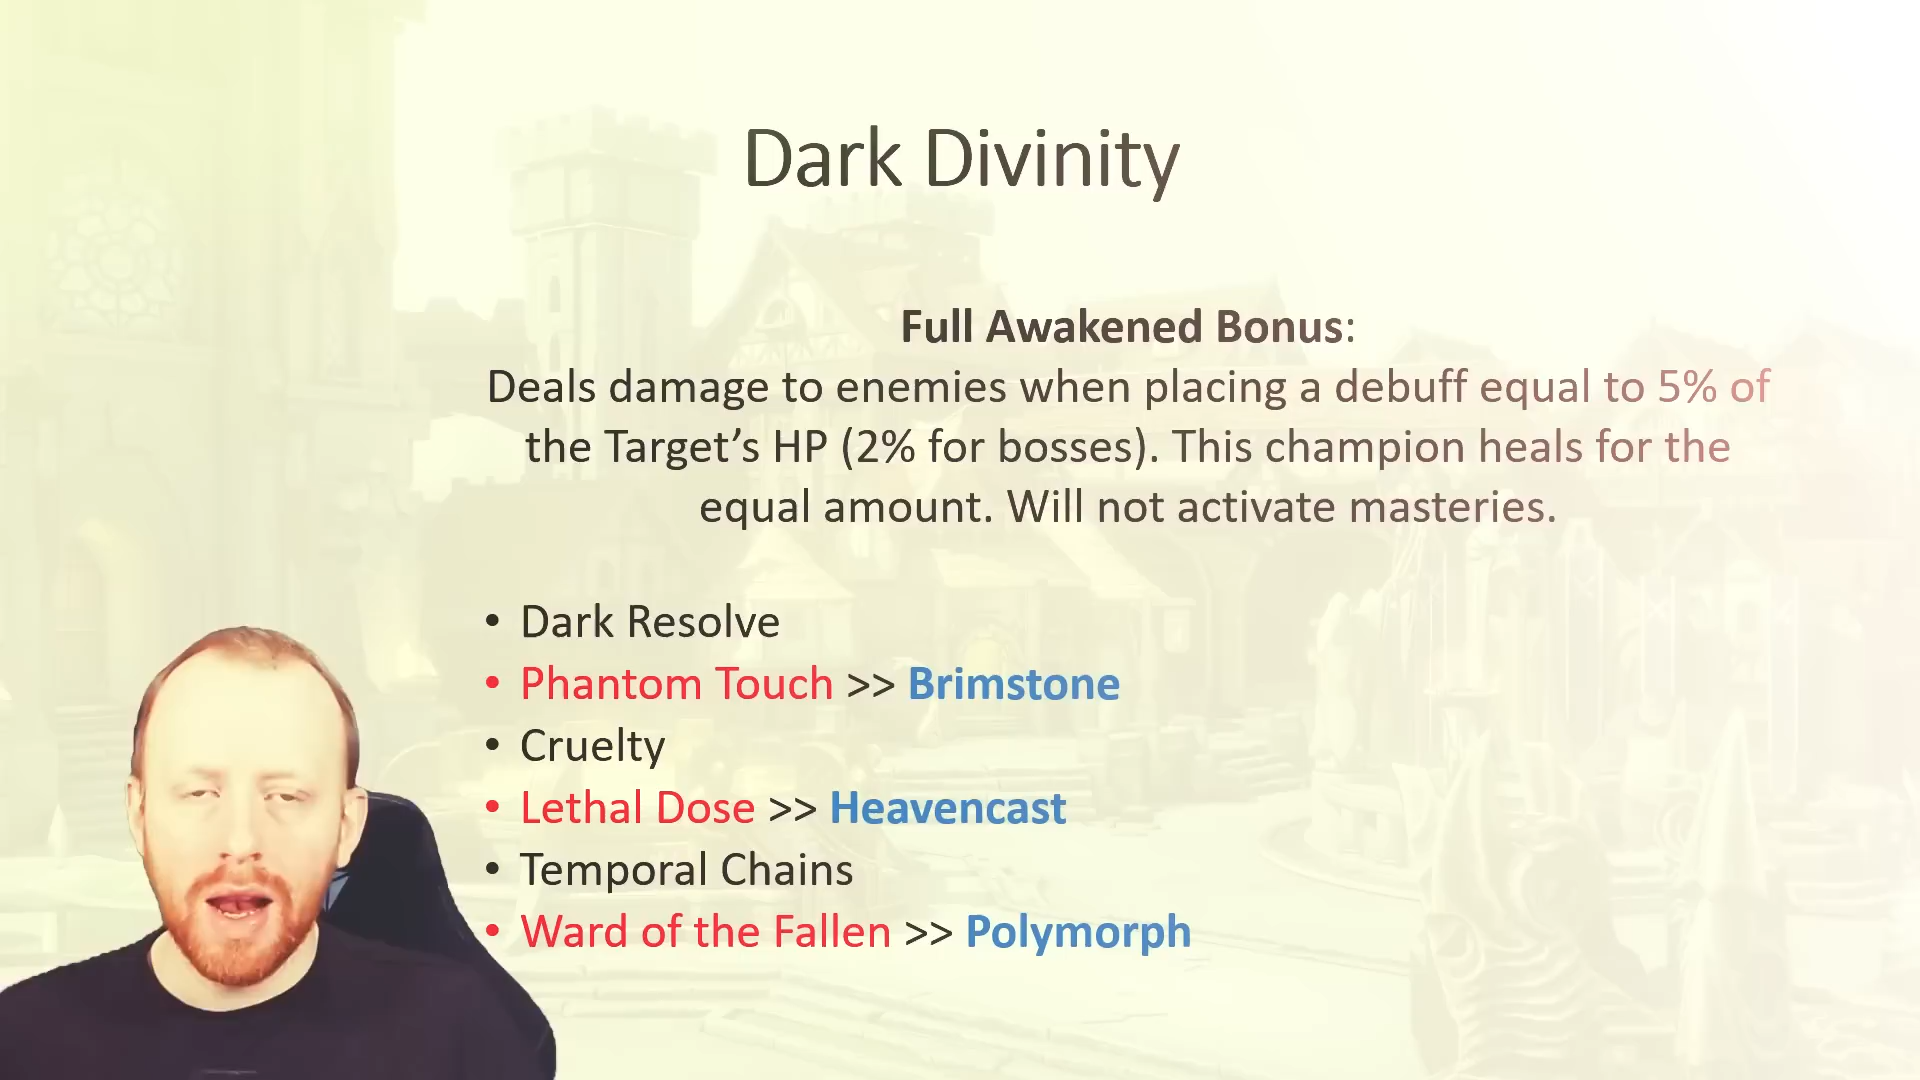 Dark Divinity
Full Awakened Bonus:
Deals damage to enemies when placing a debuff equal to 5% of
the Target’s HP (2% for bosses). This champion heals for the
equal amount. Will not activate masteries.
• Dark Resolve
• Phantom Touch >> Brimstone
• Cruelty
• Lethal Dose >> Heavencast
• Temporal Chains
• Ward of the Fallen >> Polymorph